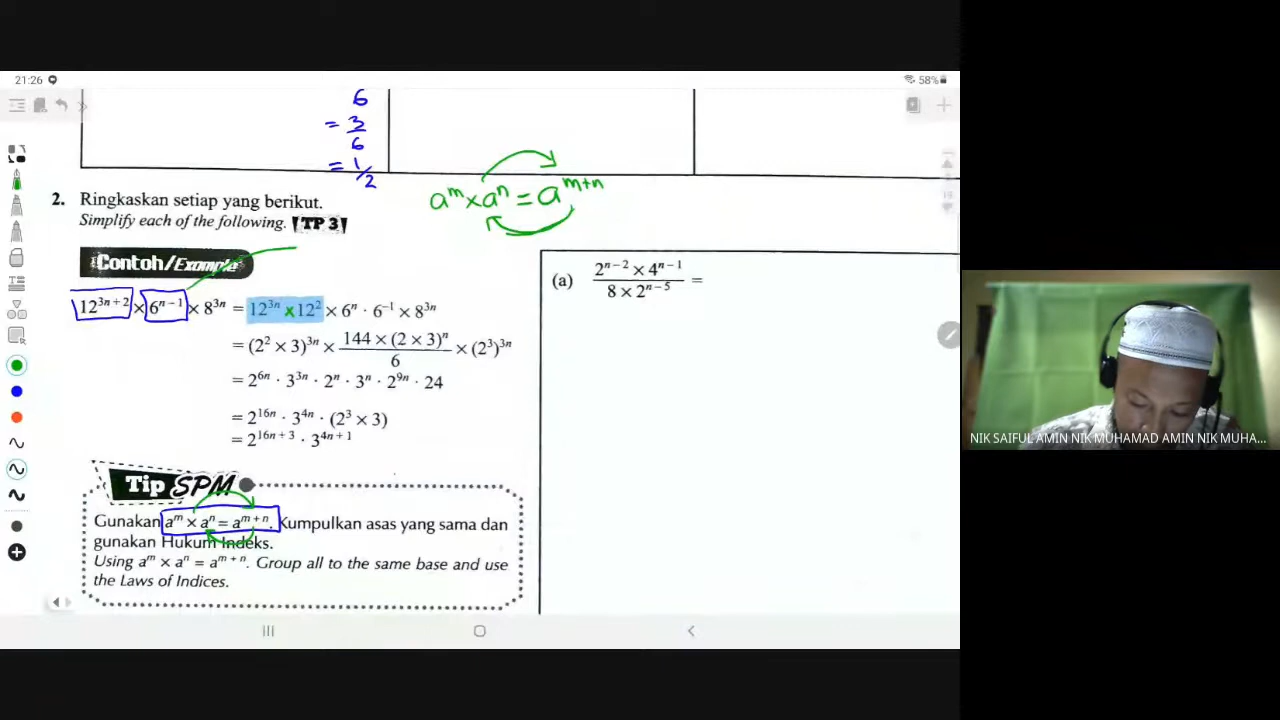 21:26
58%
6
= 3/6
= 1/2
2. Ringkaskan setiap yang berikut.
Simplify each of the following. TP 3
a^m × a^n = a^{m+n}
Contoh/Example
12^{3n+2} × 6^{n−1} × 8^{3n} = 12^{3n} × 12^2 × 6^n · 6^{−1} × 8^{3n}
= (2^2 × 3)^{3n} × \frac{144 × (2 × 3)^n}{6} × (2^3)^{3n}
= 2^{6n} · 3^{3n} · 2^n · 3^n · 2^{9n} · 24
= 2^{16n} · 3^{4n} · (2^3 × 3)
= 2^{16n+3} · 3^{4n+1}
Tip SPM
Gunakan a^m × a^n = a^{m+n}. Kumpulkan asas yang sama dan
gunakan Hukum Indeks.
Using a^m × a^n = a^{m+n}. Group all to the same base and use
the Laws of Indices.
(a) \frac{2^{n−2} × 4^{n−1}}{8 × 2^{n−5}} =
NIK SAIFUL AMIN NIK MUHAMAD AMIN NIK MUHA...